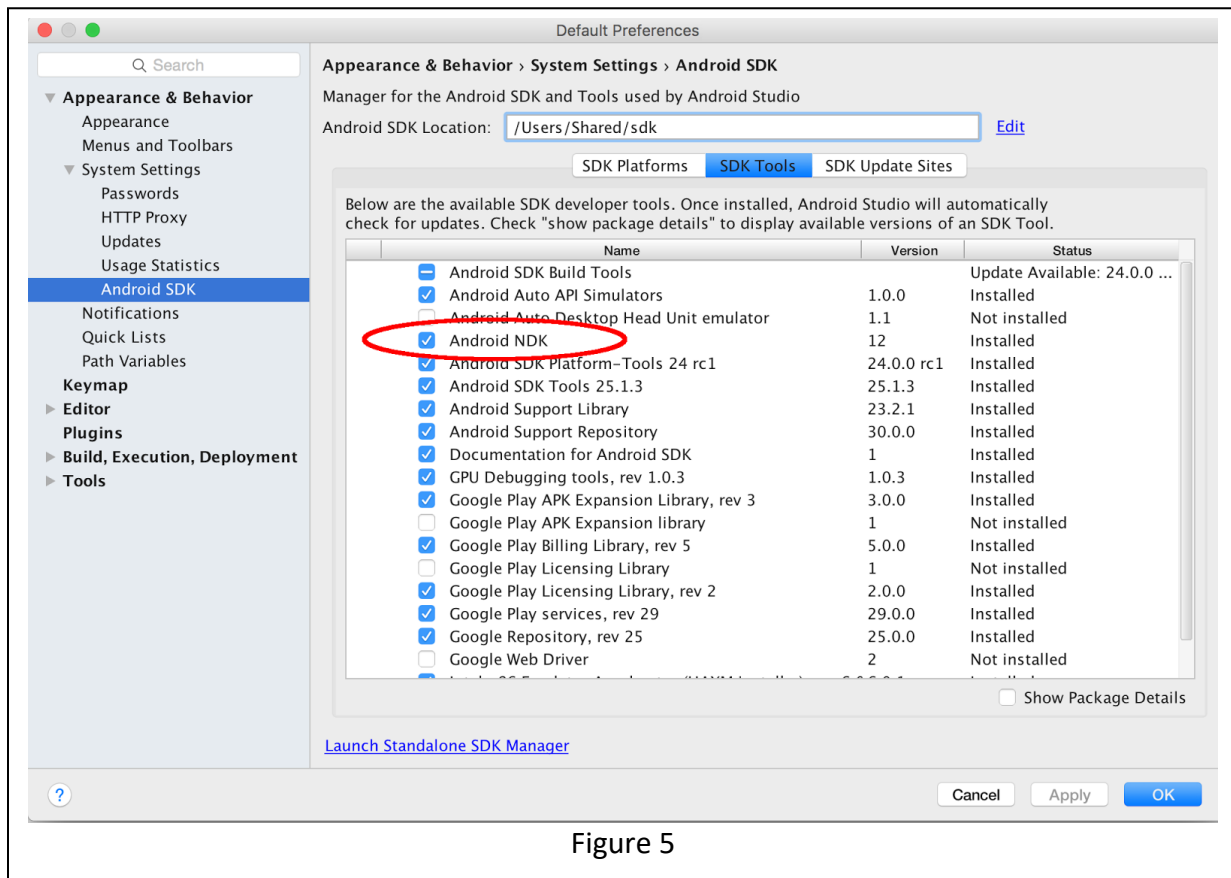 Default Preferences
Search
Appearance & Behavior
Appearance
Menus and Toolbars
System Settings
Passwords
HTTP Proxy
Updates
Usage Statistics
Android SDK
Notifications
Quick Lists
Path Variables
Keymap
Editor
Plugins
Build, Execution, Deployment
Tools
Appearance & Behavior › System Settings › Android SDK
Manager for the Android SDK and Tools used by Android Studio
Android SDK Location: /Users/Shared/sdk Edit
SDK Platforms SDK Tools SDK Update Sites
Below are the available SDK developer tools. Once installed, Android Studio will automatically
check for updates. Check "show package details" to display available versions of an SDK Tool.
Name Version Status
Android SDK Build Tools Update Available: 24.0.0 ...
Android Auto API Simulators 1.0.0 Installed
Android Auto Desktop Head Unit emulator 1.1 Not installed
Android NDK 12 Installed
Android SDK Platform-Tools 24 rc1 24.0.0 rc1 Installed
Android SDK Tools 25.1.3 25.1.3 Installed
Android Support Library 23.2.1 Installed
Android Support Repository 30.0.0 Installed
Documentation for Android SDK 1 Installed
GPU Debugging tools, rev 1.0.3 1.0.3 Installed
Google Play APK Expansion Library, rev 3 3.0.0 Installed
Google Play APK Expansion library 1 Not installed
Google Play Billing Library, rev 5 5.0.0 Installed
Google Play Licensing Library 1 Not installed
Google Play Licensing Library, rev 2 2.0.0 Installed
Google Play services, rev 29 29.0.0 Installed
Google Repository, rev 25 25.0.0 Installed
Google Web Driver 2 Not installed
Show Package Details
Launch Standalone SDK Manager
? Cancel Apply OK
Figure 5